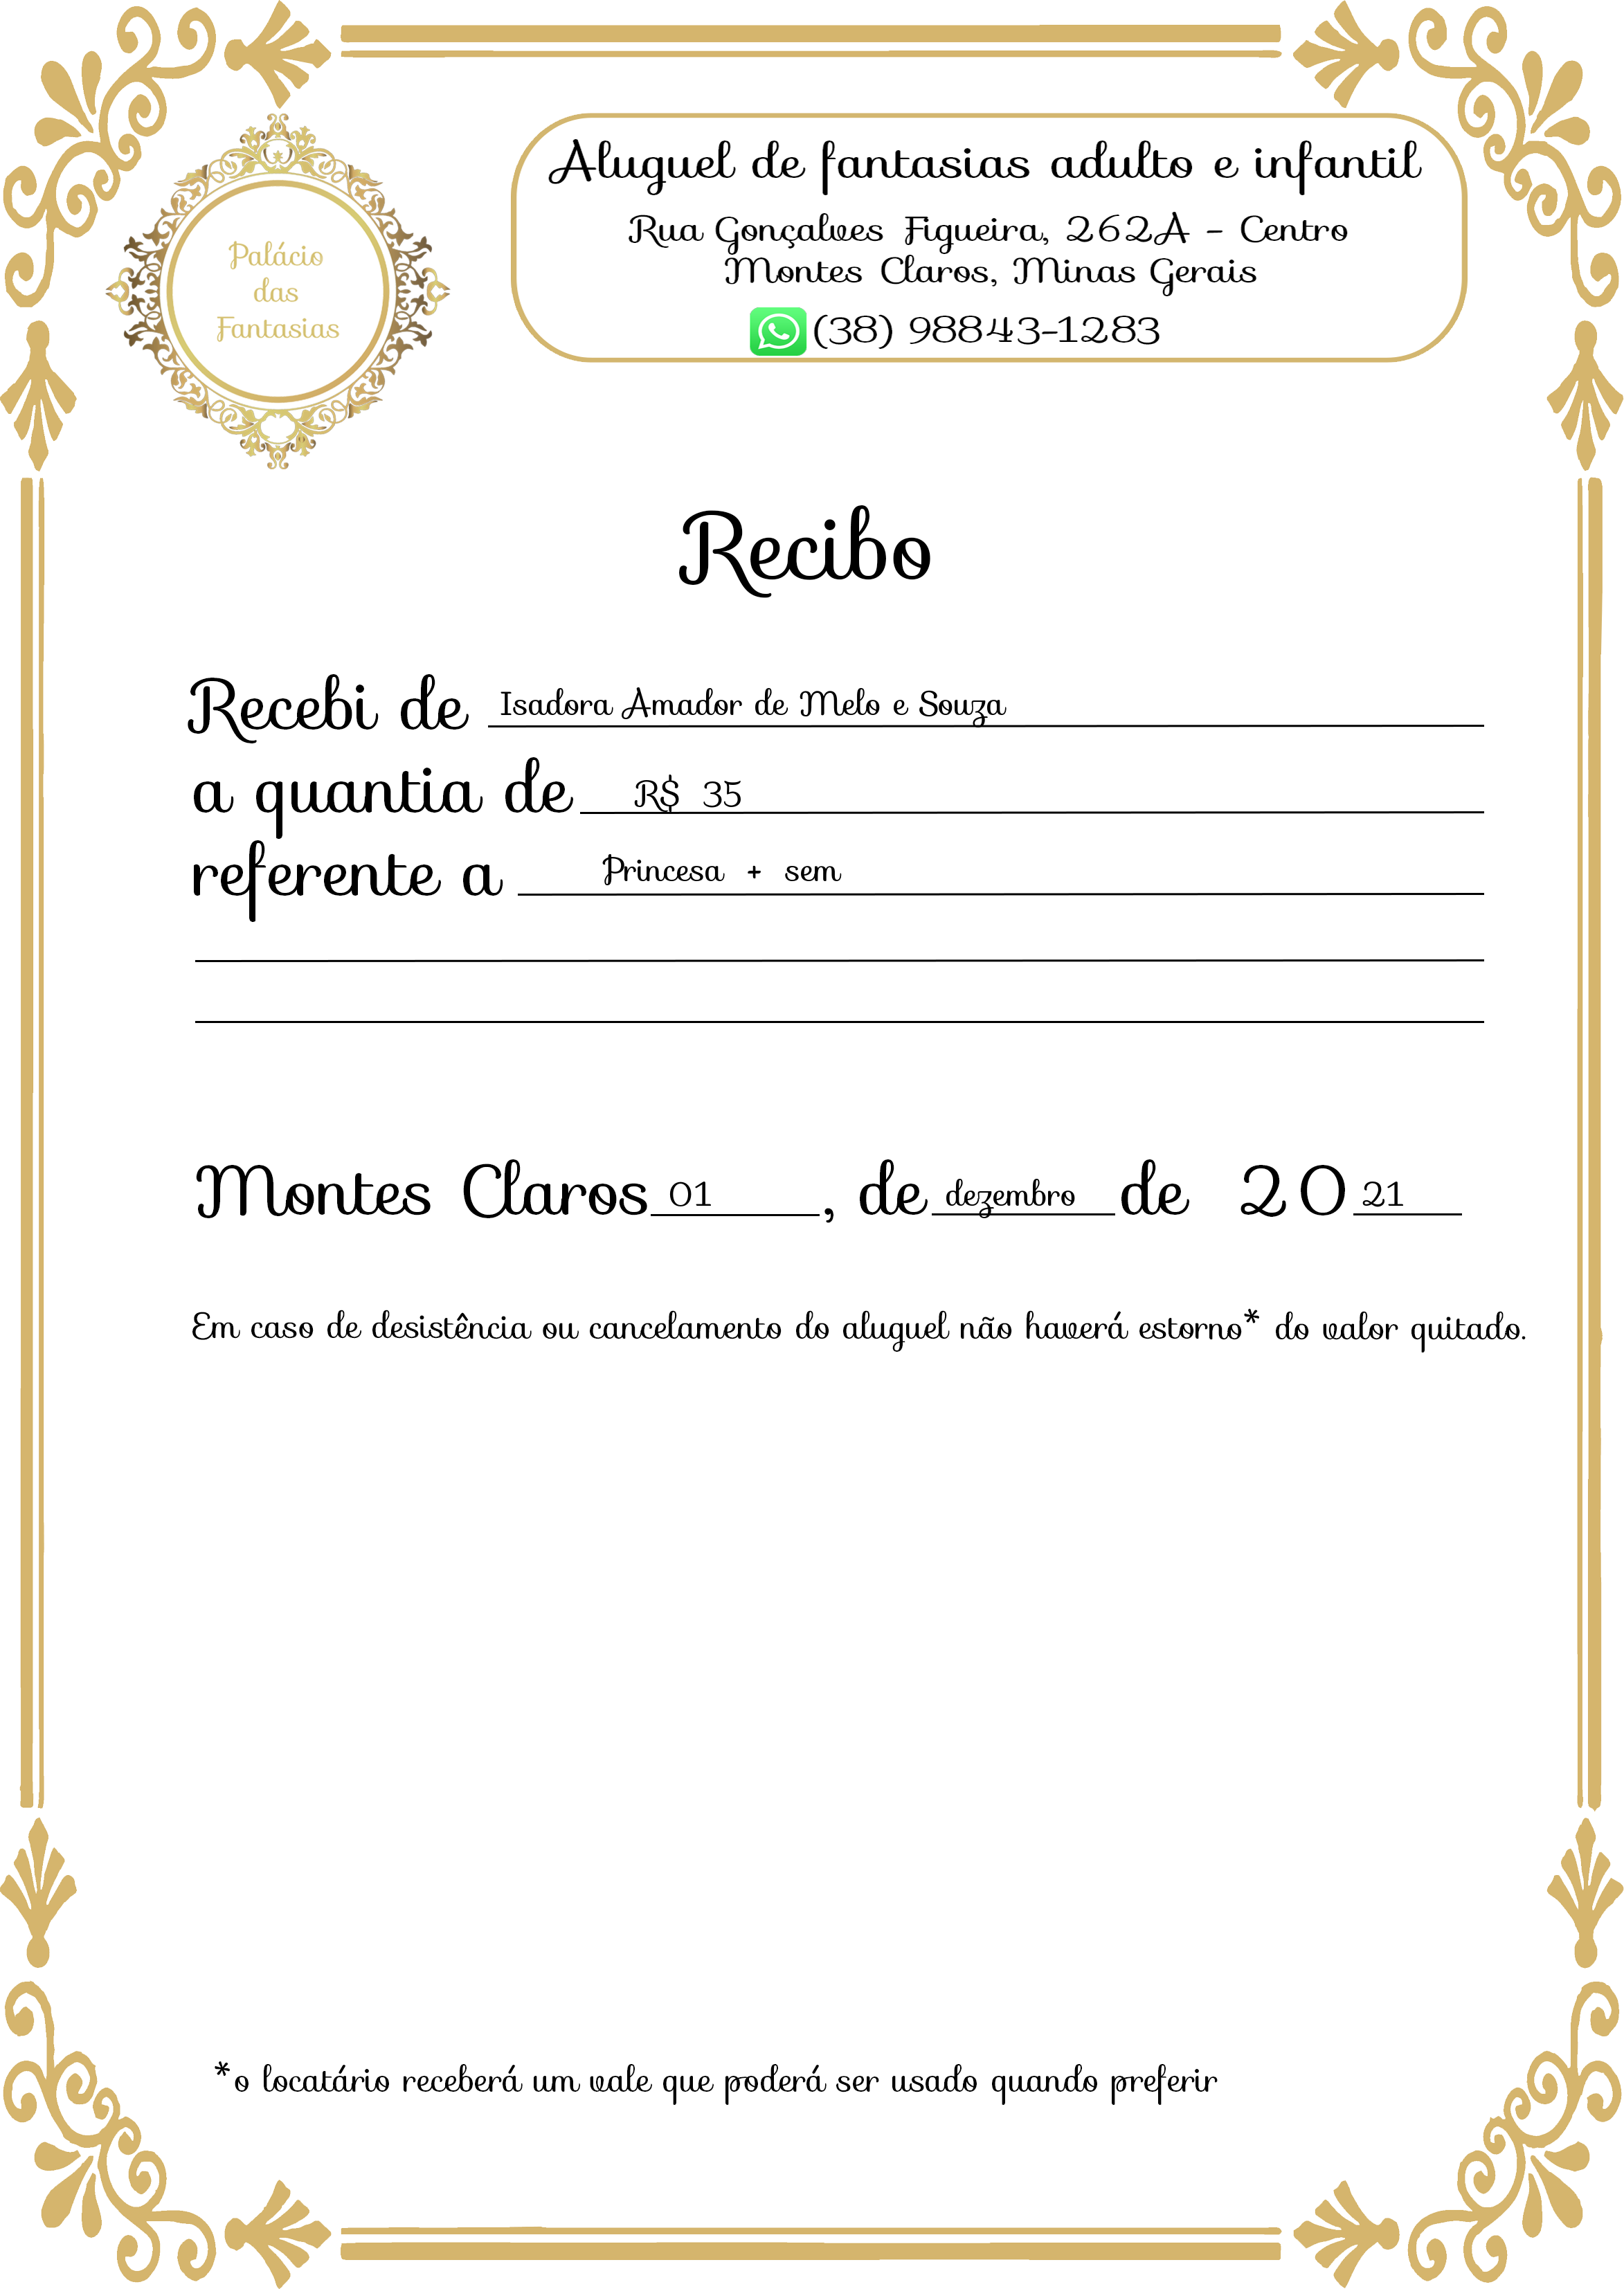 Palácio
das
Fantasias
Aluguel de fantasias adulto e infantil
Rua Gonçalves Figueira, 262A - Centro
Montes Claros, Minas Gerais
(38) 98843-1283
Recibo
Recebi de Isadora Amador de Melo e Souza
a quantia de R$ 35
referente a Princesa + sem
Montes Claros 01, de dezembro de 2021
Em caso de desistência ou cancelamento do aluguel não haverá estorno* do valor quitado.
*o locatário receberá um vale que poderá ser usado quando preferir